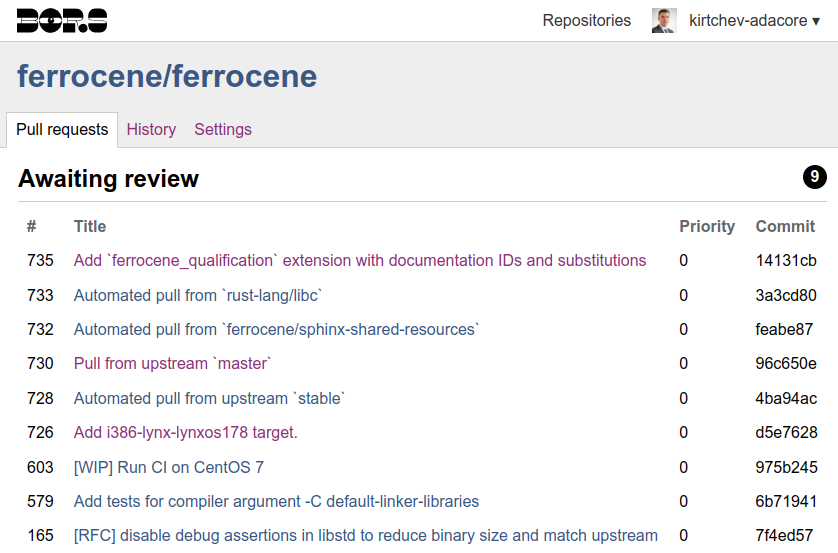 BORS Repositories kirtchev-adacore ▾
ferrocene/ferrocene
Pull requests History Settings
Awaiting review 9
# Title Priority Commit
735 Add `ferrocene_qualification` extension with documentation IDs and substitutions 0 14131cb
733 Automated pull from `rust-lang/libc` 0 3a3cd80
732 Automated pull from `ferrocene/sphinx-shared-resources` 0 feabe87
730 Pull from upstream `master` 0 96c650e
728 Automated pull from upstream `stable` 0 4ba94ac
726 Add i386-lynx-lynxos178 target. 0 d5e7628
603 [WIP] Run CI on CentOS 7 0 975b245
579 Add tests for compiler argument -C default-linker-libraries 0 6b71941
165 [RFC] disable debug assertions in libstd to reduce binary size and match upstream 0 7f4ed57